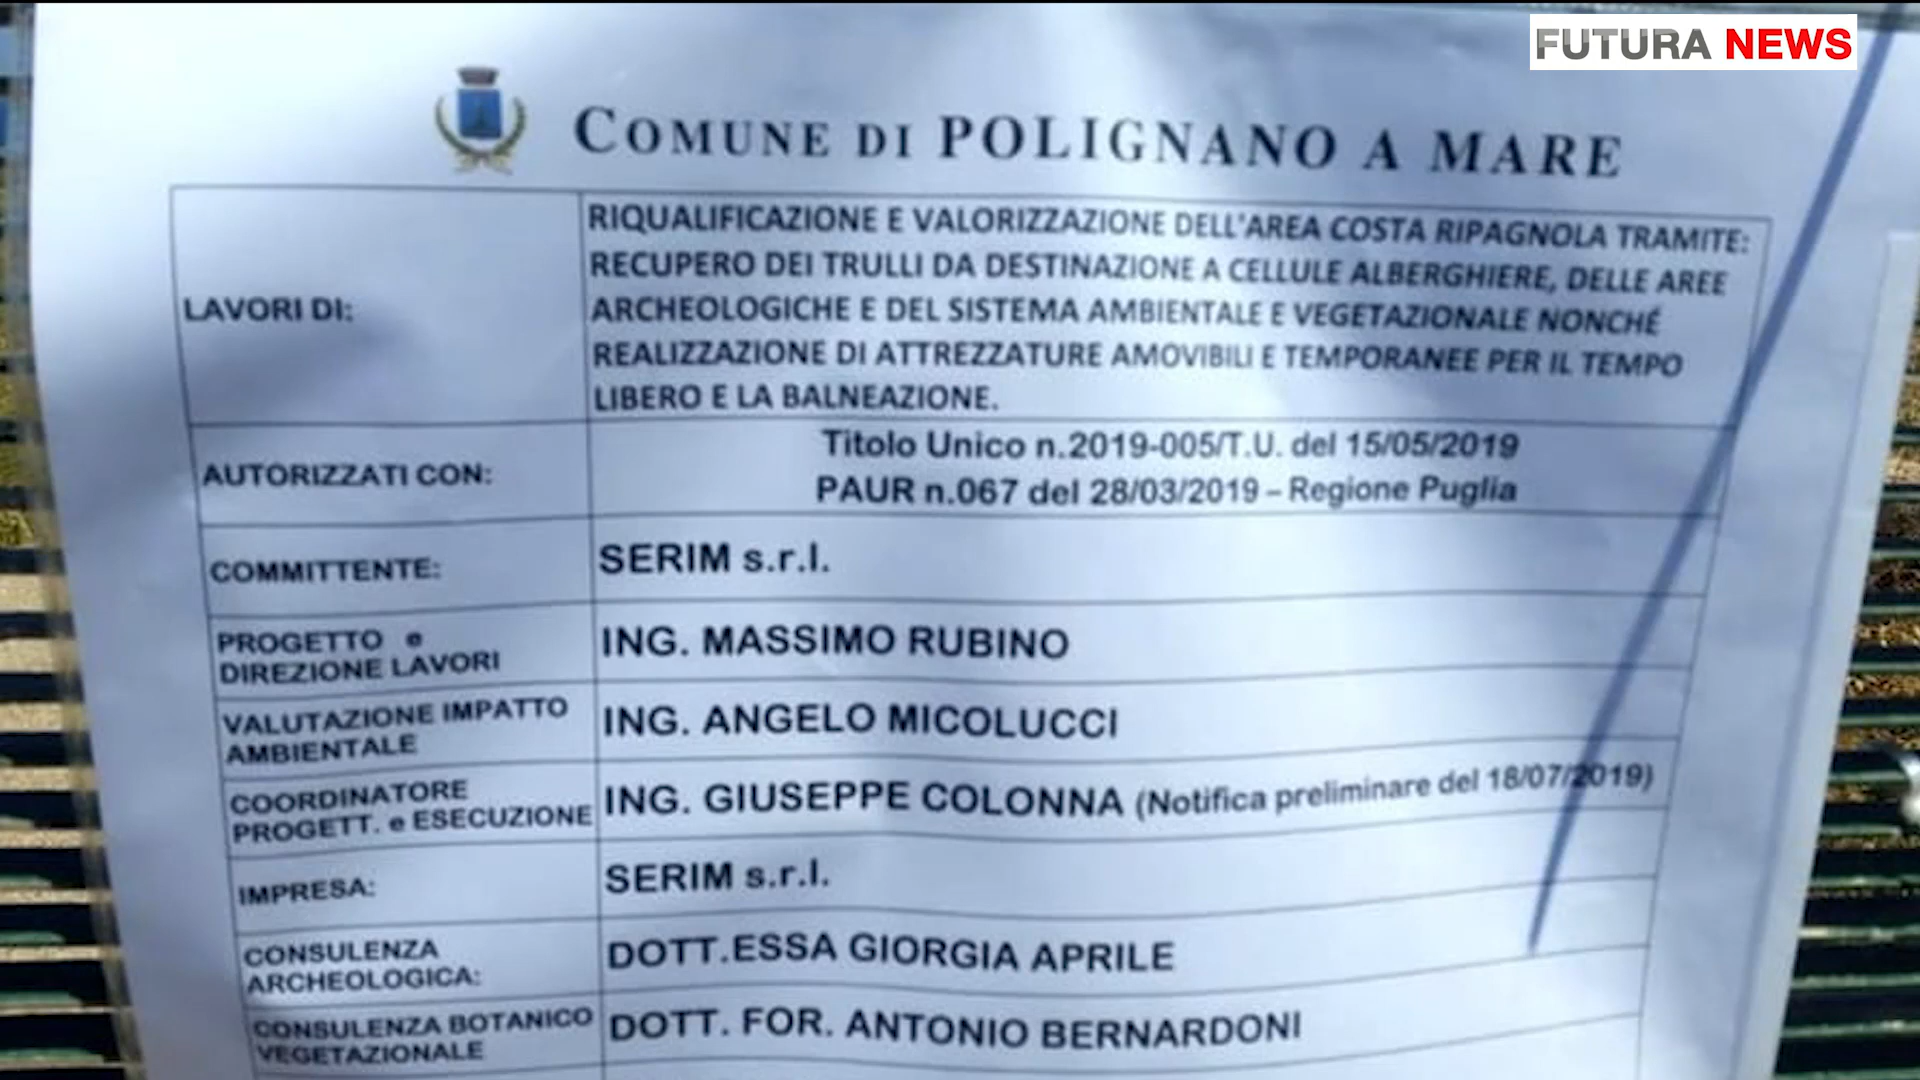 FUTURA NEWS
COMUNE DI POLIGNANO A MARE
LAVORI DI:
RIQUALIFICAZIONE E VALORIZZAZIONE DELL'AREA COSTA RIPAGNOLA TRAMITE:
RECUPERO DEI TRULLI DA DESTINAZIONE A CELLULE ALBERGHIERE, DELLE AREE
ARCHEOLOGICHE E DEL SISTEMA AMBIENTALE E VEGETAZIONALE NONCHÉ
REALIZZAZIONE DI ATTREZZATURE AMOVIBILI E TEMPORANEE PER IL TEMPO
LIBERO E LA BALNEAZIONE.
AUTORIZZATI CON:
Titolo Unico n.2019-005/T.U. del 15/05/2019
PAUR n.067 del 28/03/2019 – Regione Puglia
COMMITTENTE:
SERIM s.r.l.
PROGETTO e
DIREZIONE LAVORI
ING. MASSIMO RUBINO
VALUTAZIONE IMPATTO
AMBIENTALE
ING. ANGELO MICOLUCCI
COORDINATORE
PROGETT. e ESECUZIONE
ING. GIUSEPPE COLONNA (Notifica preliminare del 18/07/2019)
IMPRESA:
SERIM s.r.l.
CONSULENZA
ARCHEOLOGICA:
DOTT.ESSA GIORGIA APRILE
CONSULENZA BOTANICO
VEGETAZIONALE
DOTT. FOR. ANTONIO BERNARDONI